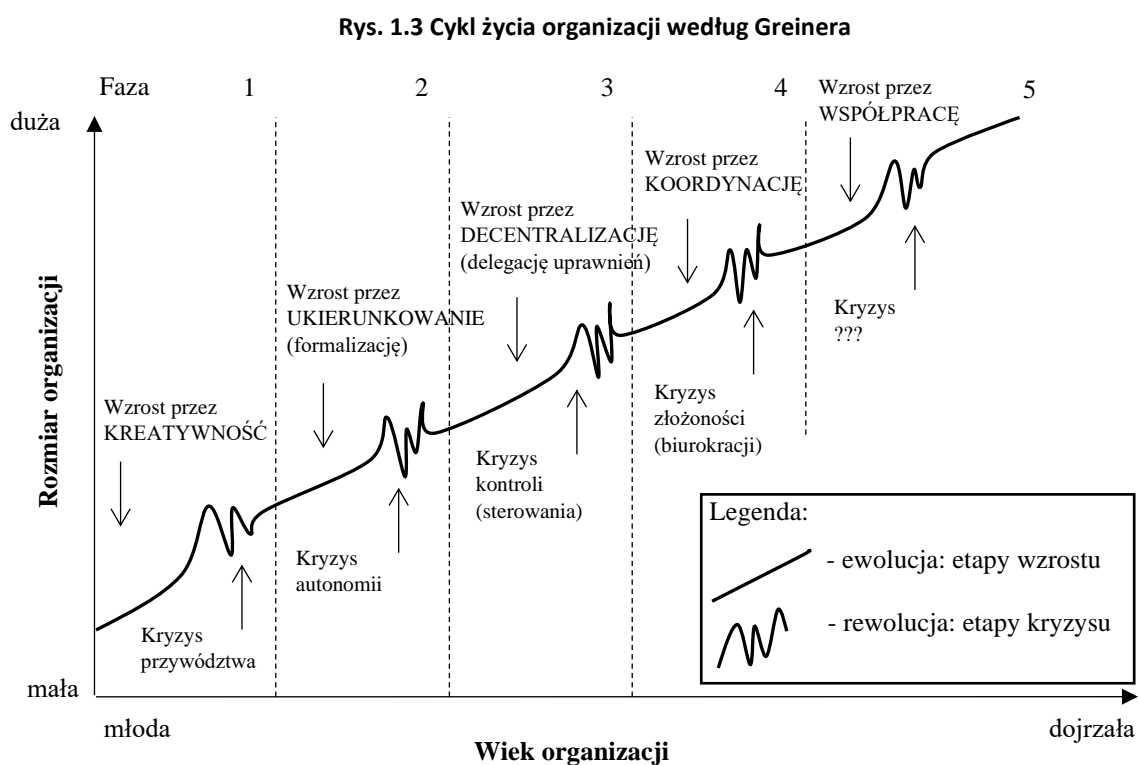 Rys. 1.3 Cykl życia organizacji według Greinera
Faza 1 2 3 4 5
duża
Wzrost przez
WSPÓŁPRACĘ
Wzrost przez
KOORDYNACJĘ
Wzrost przez
DECENTRALIZACJĘ
(delegację uprawnień)
Wzrost przez
UKIERUNKOWANIE
(formalizację)
Wzrost przez
KREATYWNOŚĆ
Rozmiar organizacji
Kryzys
???
Kryzys
złożoności
(biurokracji)
Kryzys
kontroli
(sterowania)
Kryzys
autonomii
Kryzys
przywództwa
Legenda:
- ewolucja: etapy wzrostu
- rewolucja: etapy kryzysu
mała
młoda
dojrzała
Wiek organizacji